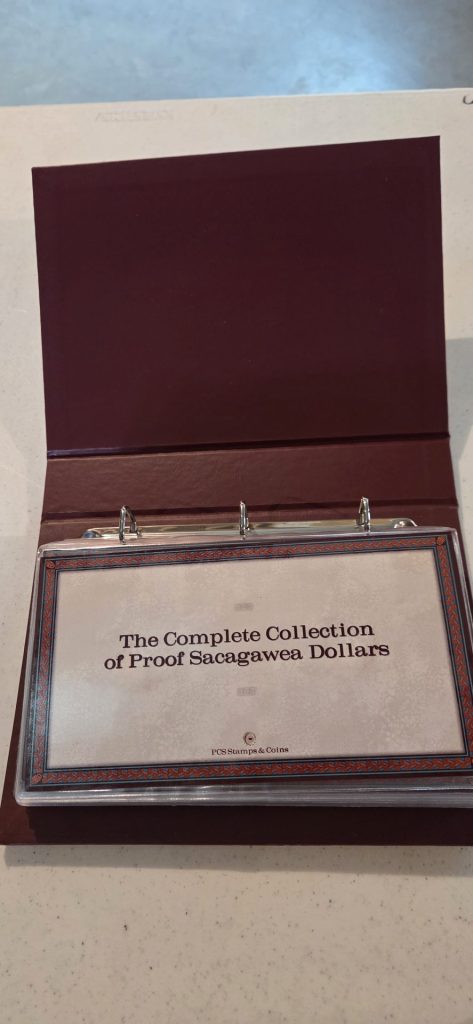 The Complete Collection
of Proof Sacagawea Dollars
PCS Stamps & Coins